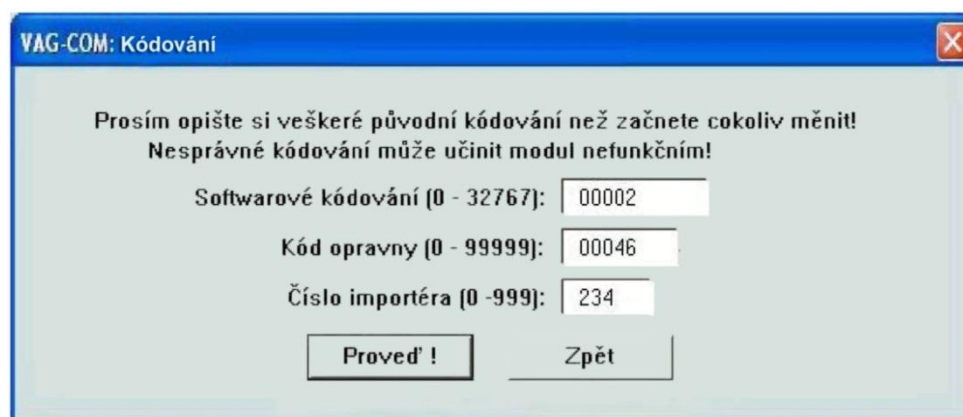 VAG-COM: Kódování
Prosím opište si veškeré původní kódování než začnete cokoliv měnit!
Nesprávné kódování může učinit modul nefunkčním!
Softwarové kódování (0 - 32767): 00002
Kód opravny (0 - 99999): 00046
Číslo importéra (0 -999): 234
Proveď ! Zpět